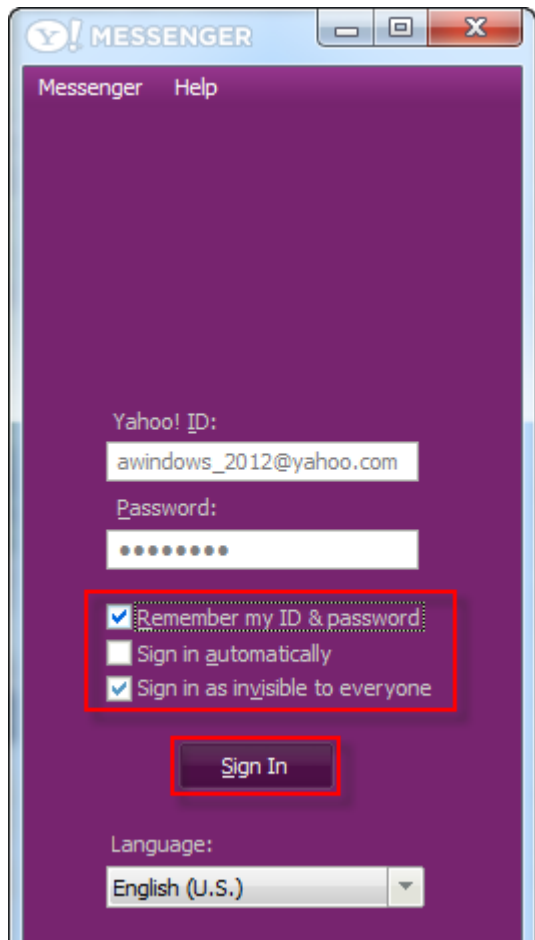 Y! MESSENGER
Messenger Help
Yahoo! ID:
awindows_2012@yahoo.com
Password:
Remember my ID & password
Sign in automatically
Sign in as invisible to everyone
Sign In
Language:
English (U.S.)